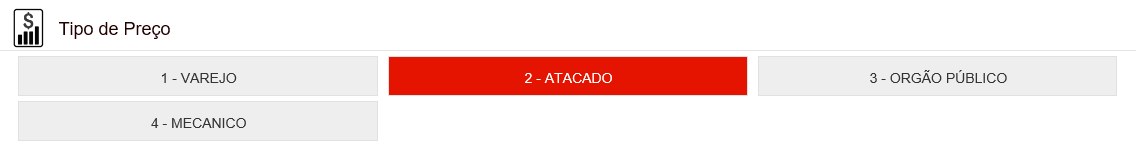 Tipo de Preço
1 - VAREJO
2 - ATACADO
3 - ORGÃO PÚBLICO
4 - MECANICO